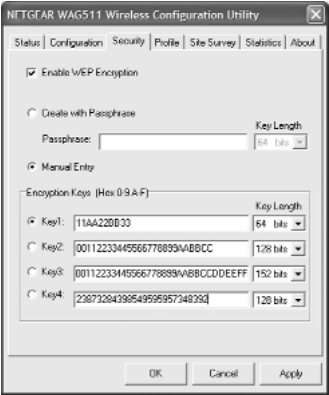 NETGEAR WAG511 Wireless Configuration Utility
Status Configuration Security Profile Site Survey Statistics About
Enable WEP Encryption
Create with Passphrase
Key Length
Passphrase: 64 bits
Manual Entry
Encryption Keys (Hex 0-9 A-F)
Key Length
Key1: 11AA22BB33 64 bits
Key2: 00112233445566778899AABBCC 128 bits
Key3: 00112233445566778899AABBCCDDEEFF 152 bits
Key4: 23873284398549595957348392 128 bits
OK Cancel Apply